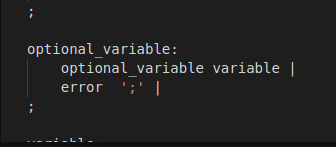 ;
optional_variable:
optional_variable variable |
error ';' |
;